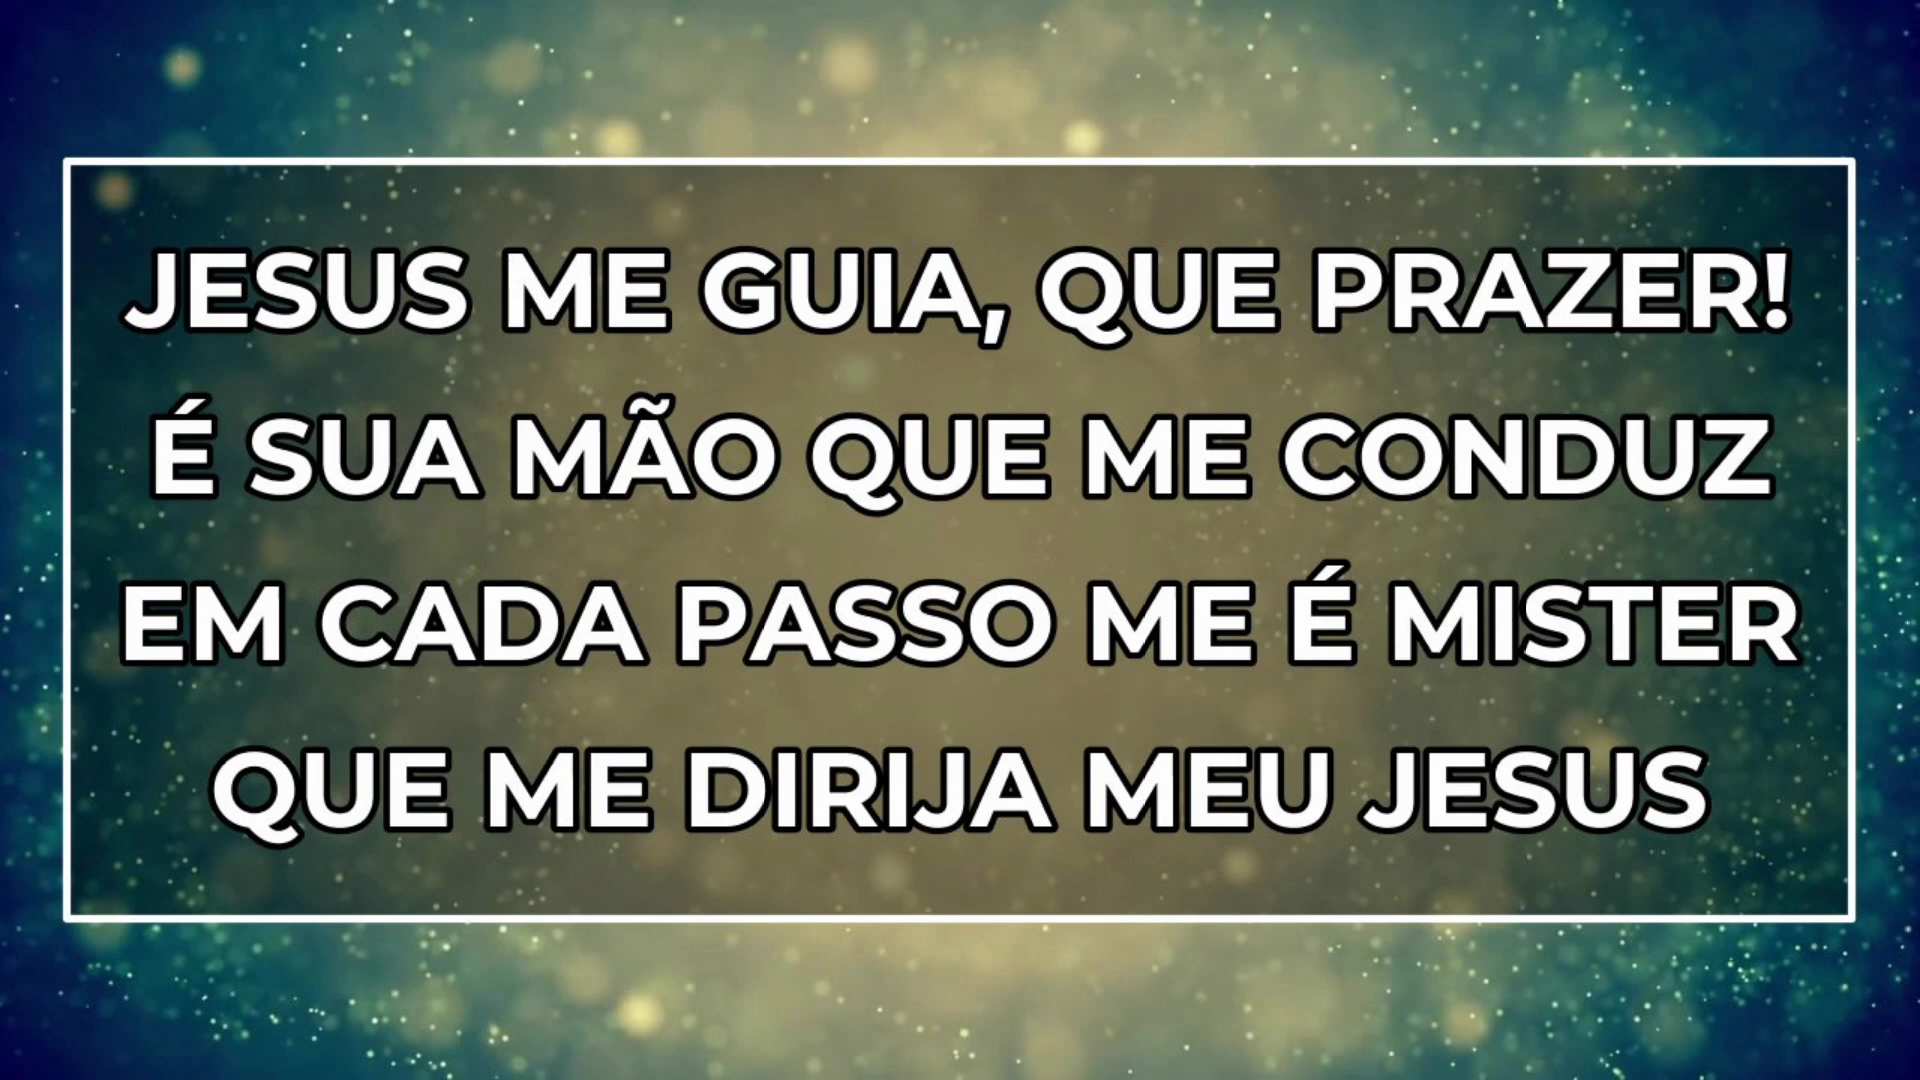 JESUS ME GUIA, QUE PRAZER!
É SUA MÃO QUE ME CONDUZ
EM CADA PASSO ME É MISTER
QUE ME DIRIJA MEU JESUS